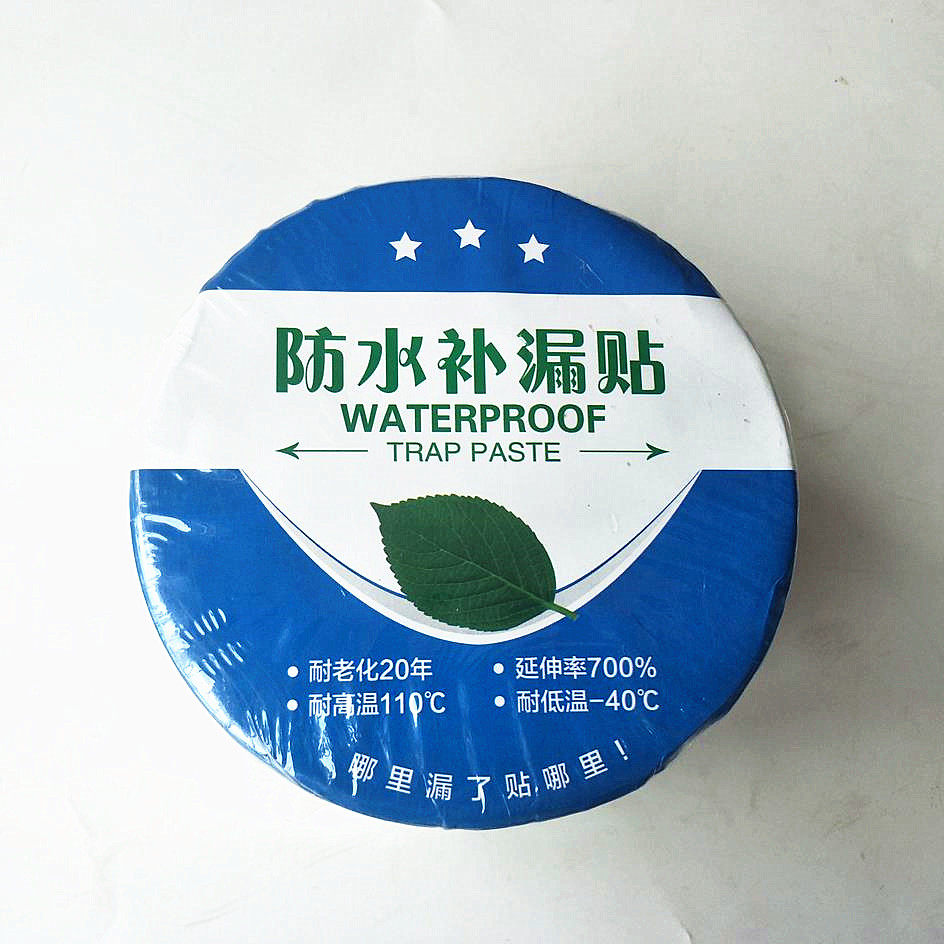 防水补漏贴
WATERPROOF
TRAP PASTE
• 耐老化20年
• 延伸率700%
• 耐高温110℃
• 耐低温-40℃
哪里漏了贴哪里！